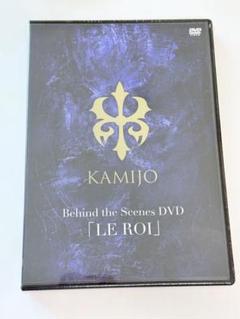 DVD
KAMIJO
Behind the Scenes DVD
「LE ROI」